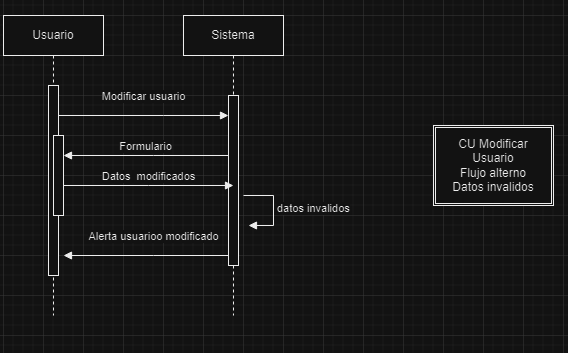 Usuario
Sistema
Modificar usuario
Formulario
Datos modificados
datos invalidos
Alerta usuarioo modificado
CU Modificar
Usuario
Flujo alterno
Datos invalidos